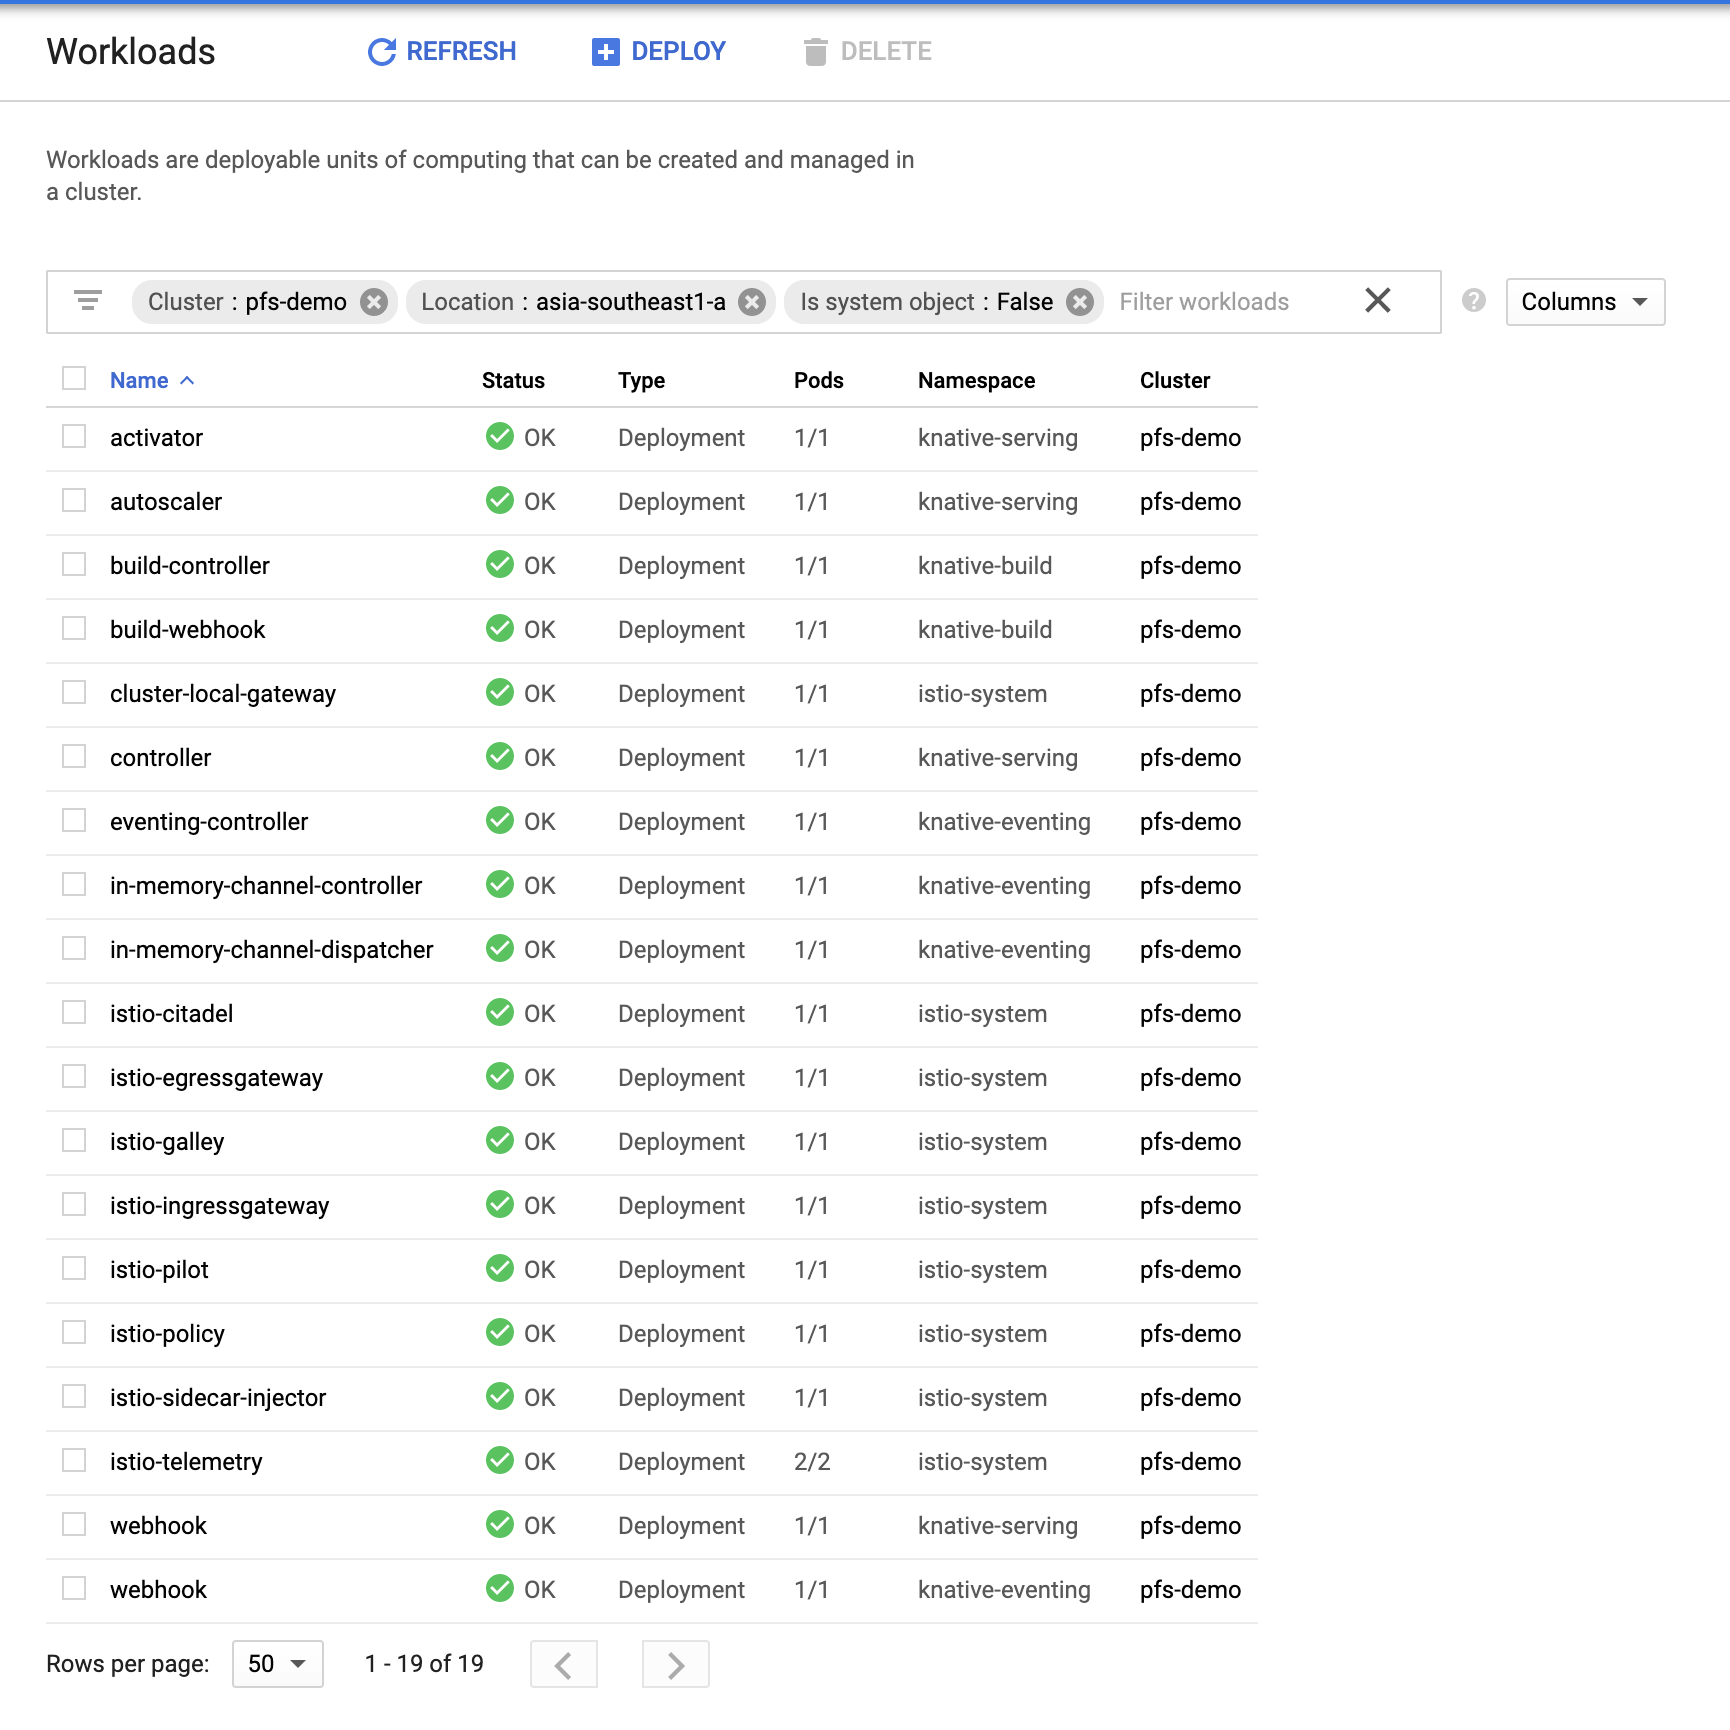 Workloads REFRESH DEPLOY DELETE
Workloads are deployable units of computing that can be created and managed in
a cluster.
Cluster : pfs-demo Location : asia-southeast1-a Is system object : False Filter workloads Columns
Name Status Type Pods Namespace Cluster
activator OK Deployment 1/1 knative-serving pfs-demo
autoscaler OK Deployment 1/1 knative-serving pfs-demo
build-controller OK Deployment 1/1 knative-build pfs-demo
build-webhook OK Deployment 1/1 knative-build pfs-demo
cluster-local-gateway OK Deployment 1/1 istio-system pfs-demo
controller OK Deployment 1/1 knative-serving pfs-demo
eventing-controller OK Deployment 1/1 knative-eventing pfs-demo
in-memory-channel-controller OK Deployment 1/1 knative-eventing pfs-demo
in-memory-channel-dispatcher OK Deployment 1/1 knative-eventing pfs-demo
istio-citadel OK Deployment 1/1 istio-system pfs-demo
istio-egressgateway OK Deployment 1/1 istio-system pfs-demo
istio-galley OK Deployment 1/1 istio-system pfs-demo
istio-ingressgateway OK Deployment 1/1 istio-system pfs-demo
istio-pilot OK Deployment 1/1 istio-system pfs-demo
istio-policy OK Deployment 1/1 istio-system pfs-demo
istio-sidecar-injector OK Deployment 1/1 istio-system pfs-demo
istio-telemetry OK Deployment 2/2 istio-system pfs-demo
webhook OK Deployment 1/1 knative-serving pfs-demo
webhook OK Deployment 1/1 knative-eventing pfs-demo
Rows per page: 50 1 - 19 of 19